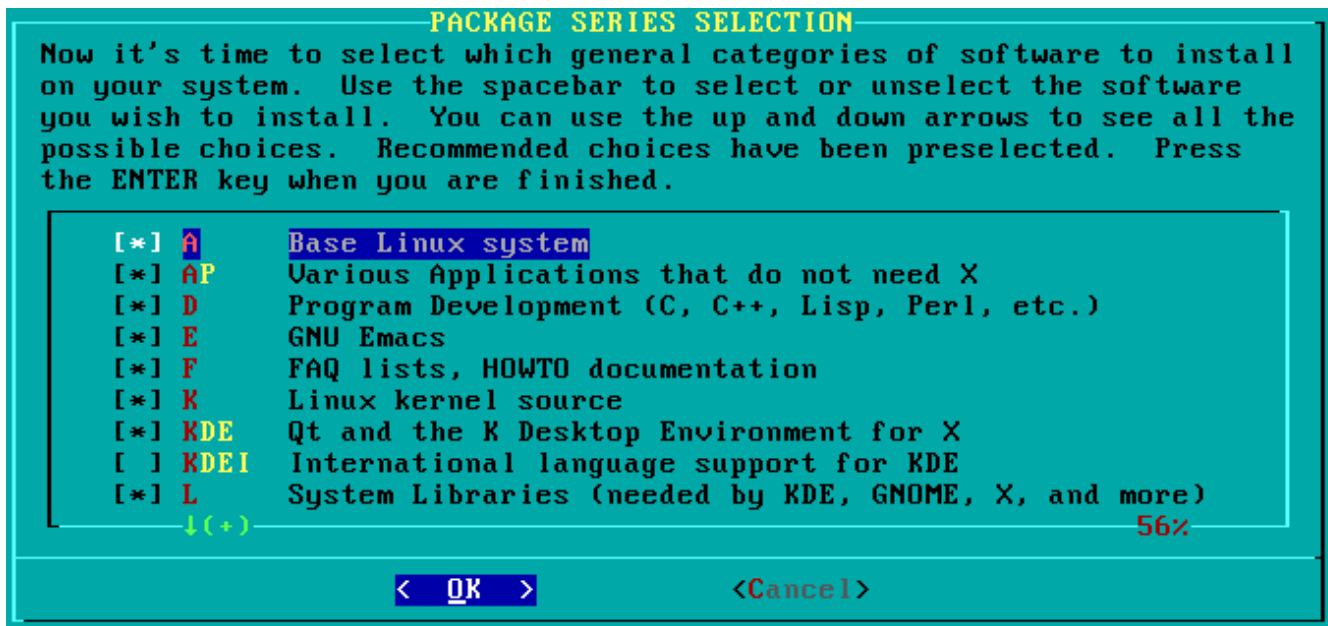 PACKAGE SERIES SELECTION
Now it's time to select which general categories of software to install
on your system.  Use the spacebar to select or unselect the software
you wish to install.  You can use the up and down arrows to see all the
possible choices.  Recommended choices have been preselected.  Press
the ENTER key when you are finished.
[*] A Base Linux system
[*] AP Various Applications that do not need X
[*] D Program Development (C, C++, Lisp, Perl, etc.)
[*] E GNU Emacs
[*] F FAQ lists, HOWTO documentation
[*] K Linux kernel source
[*] KDE Qt and the K Desktop Environment for X
[ ] KDEI International language support for KDE
[*] L System Libraries (needed by KDE, GNOME, X, and more)
↓(+) 56%
< OK > <Cancel>